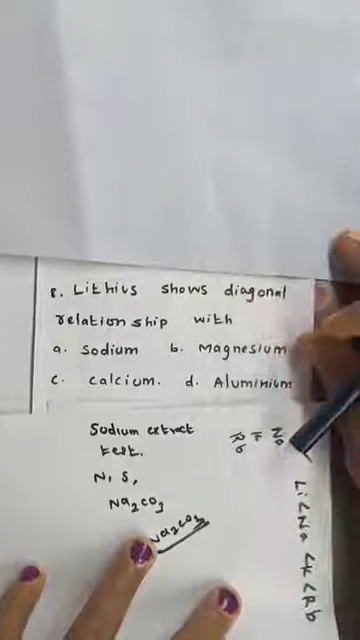 8. Lithius shows diagonal
relationship with
a. Sodium b. Magnesium
c. calcium. d. Aluminium
Sodium extract
test.
N, S,
Na2CO3
Na2CO3
Li < Na < K < Rb